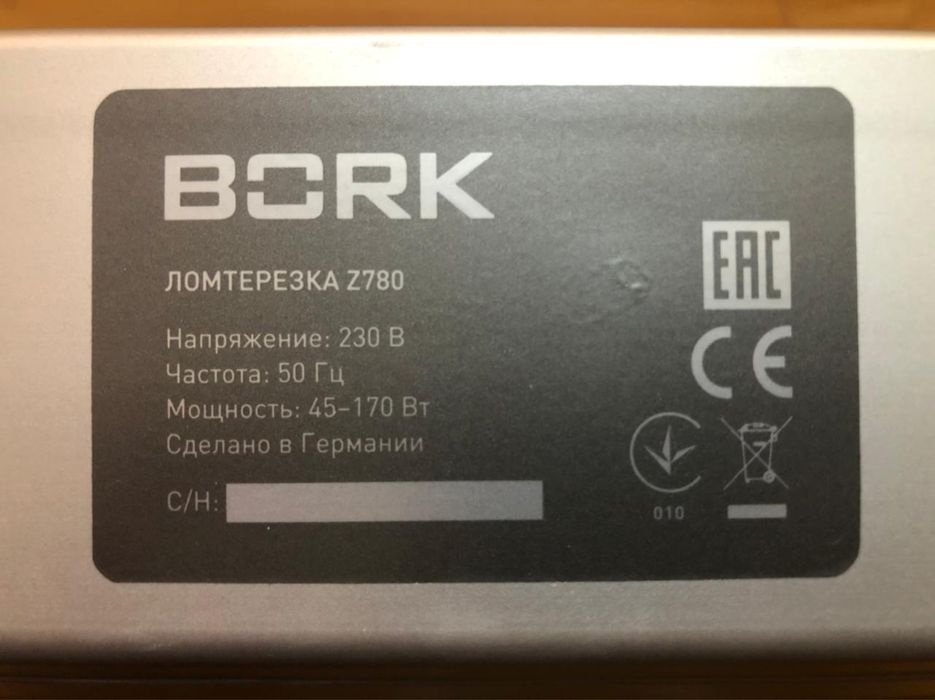 BORK
ЛОМТЕРЕЗКА Z780
EAC
Напряжение: 230 В
Частота: 50 Гц
CE
Мощность: 45–170 Вт
Сделано в Германии
С/Н:
010